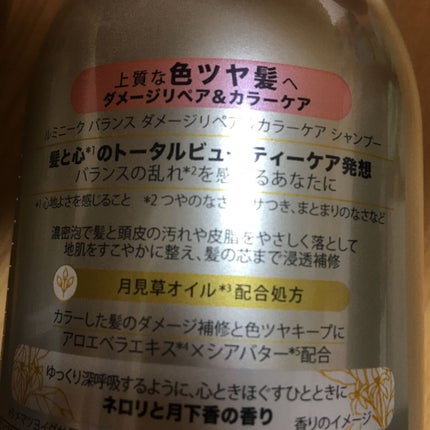 上質な色ツヤ髪へ
ダメージリペア&カラーケア
ルミニーク バランス ダメージリペア&カラーケア シャンプー
髪と心*1のトータルビューティーケア発想
バランスの乱れ*2を感じるあなたに
*1 心地よさを感じること *2 つやのなさ、パサつき、まとまりのなさなど
濃密泡で髪と頭皮の汚れや皮脂をやさしく落として
地肌をすこやかに整え、髪の芯まで浸透補修
月見草オイル*3配合処方
カラーした髪のダメージ補修と色ツヤキープに
アロエベラエキス*4×シアバター*5配合
ゆっくり深呼吸するように、心ときほぐすひとときに
ネロリと月下香の香り
香りのイメージ